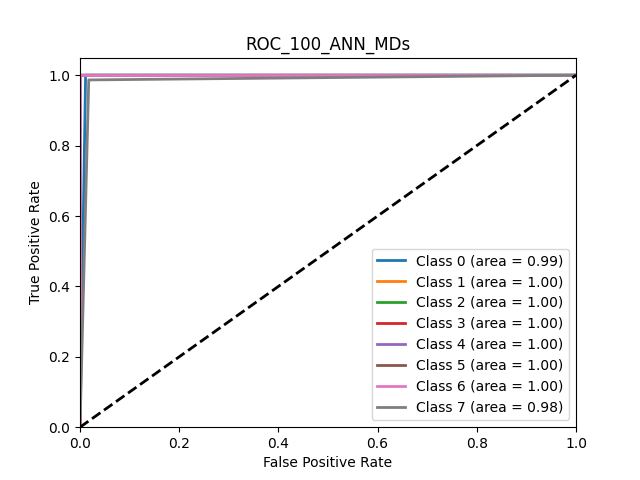 ROC_100_ANN_MDs
True Positive Rate
1.0
0.8
0.6
0.4
0.2
0.0
Class 0 (area = 0.99)
Class 1 (area = 1.00)
Class 2 (area = 1.00)
Class 3 (area = 1.00)
Class 4 (area = 1.00)
Class 5 (area = 1.00)
Class 6 (area = 1.00)
Class 7 (area = 0.98)
0.0 0.2 0.4 0.6 0.8 1.0
False Positive Rate